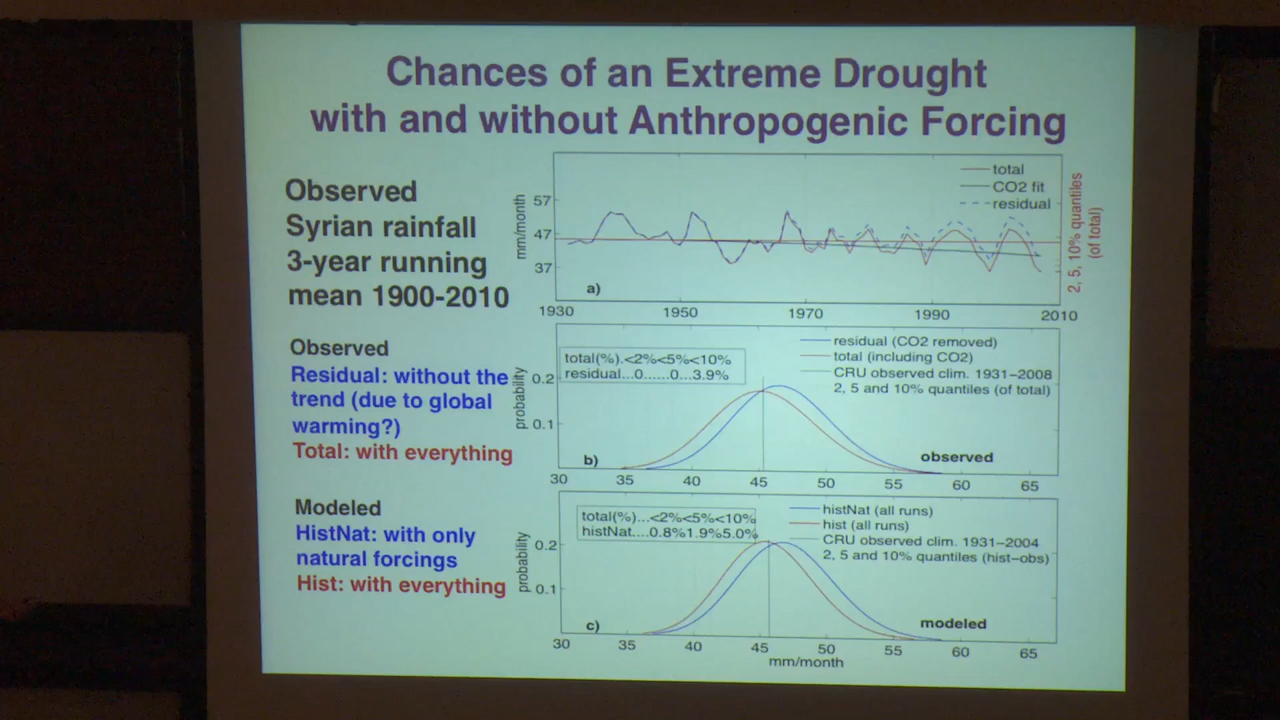 Chances of an Extreme Drought
with and without Anthropogenic Forcing
Observed
Syrian rainfall
3-year running
mean 1900-2010
mm/month
57
47
37
total
CO2 fit
residual
2, 5, 10% quantiles
(of total)
a)
1930 1950 1970 1990 2010
Observed
Residual: without the
trend (due to global
warming?)
Total: with everything
probability
0.2
0.1
total(%).<2%<5%<10%
residual...0......0...3.9%
residual (CO2 removed)
total (including CO2)
CRU observed clim. 1931-2008
2, 5 and 10% quantiles (of total)
b)
observed
30 35 40 45 50 55 60 65
Modeled
HistNat: with only
natural forcings
Hist: with everything
probability
0.2
0.1
total(%)...<2%<5%<10%
histNat....0.8%1.9%5.0%
histNat (all runs)
hist (all runs)
CRU observed clim. 1931-2004
2, 5 and 10% quantiles (hist-obs)
c)
modeled
30 35 40 45 50 55 60 65
mm/month